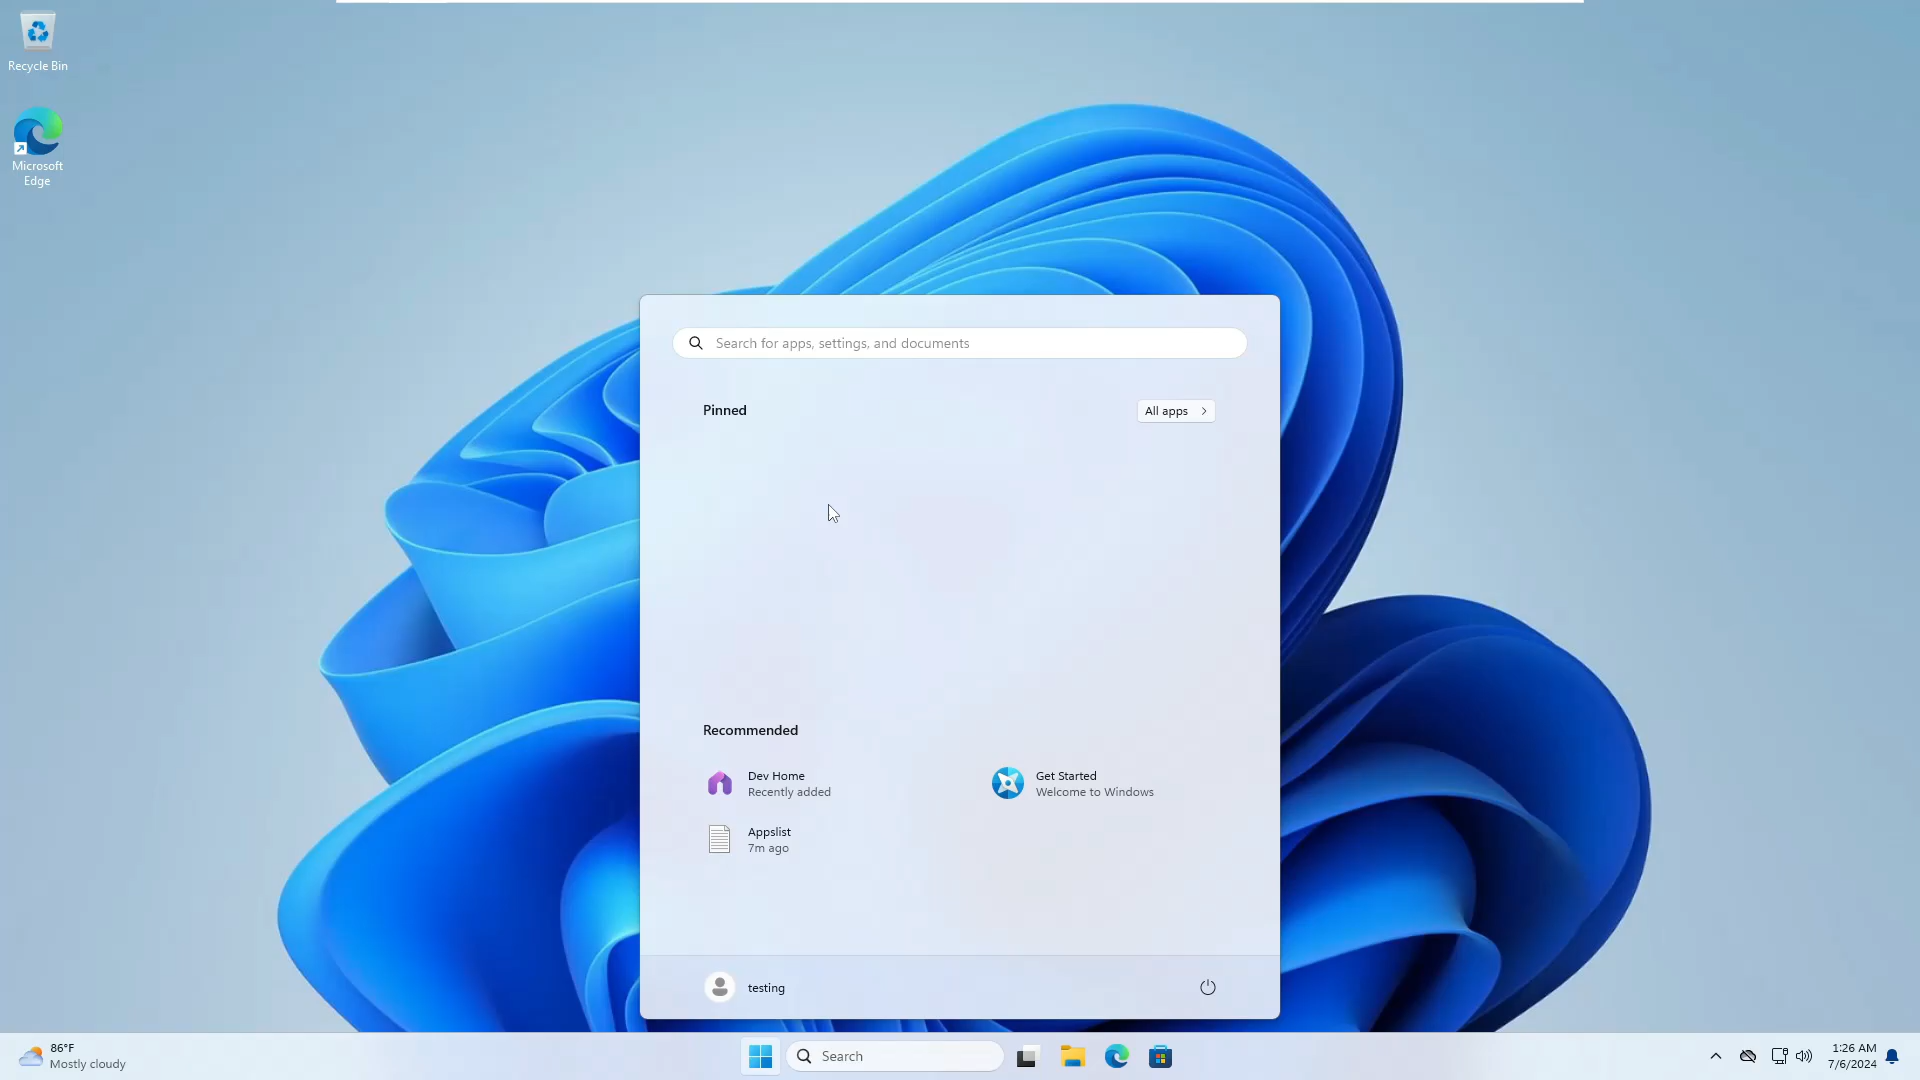 Recycle Bin
Microsoft
Edge
Search for apps, settings, and documents
Pinned
All apps
Recommended
Dev Home
Recently added
Get Started
Welcome to Windows
Appslist
7m ago
testing
86°F
Mostly cloudy
Search
1:26 AM
7/6/2024